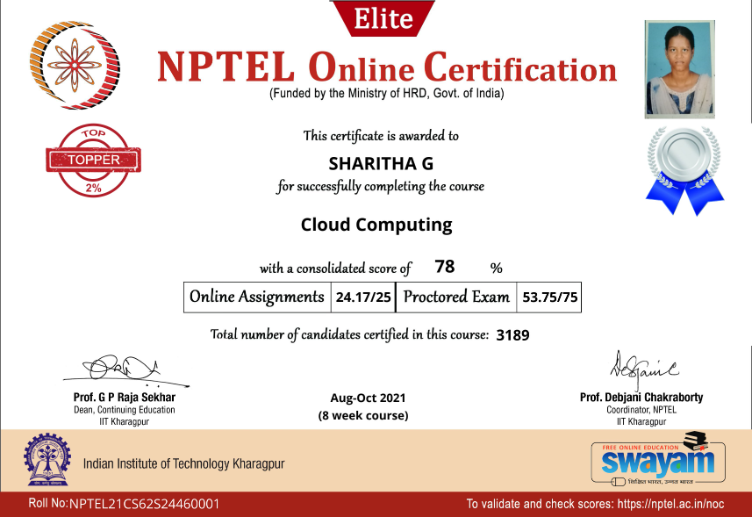 Elite
NPTEL Online Certification
(Funded by the Ministry of HRD, Govt. of India)
This certificate is awarded to
TOP
TOPPER
2%
SHARITHA G
for successfully completing the course
Cloud Computing
with a consolidated score of 78 %
Online Assignments 24.17/25 Proctored Exam 53.75/75
Total number of candidates certified in this course: 3189
Prof. G P Raja Sekhar
Dean, Continuing Education
IIT Kharagpur
Aug-Oct 2021
(8 week course)
Prof. Debjani Chakraborty
Coordinator, NPTEL
IIT Kharagpur
Indian Institute of Technology Kharagpur
FREE ONLINE EDUCATION
swayam
शिक्षित भारत, उन्नत भारत
Roll No:NPTEL21CS62S24460001
To validate and check scores: https://nptel.ac.in/noc